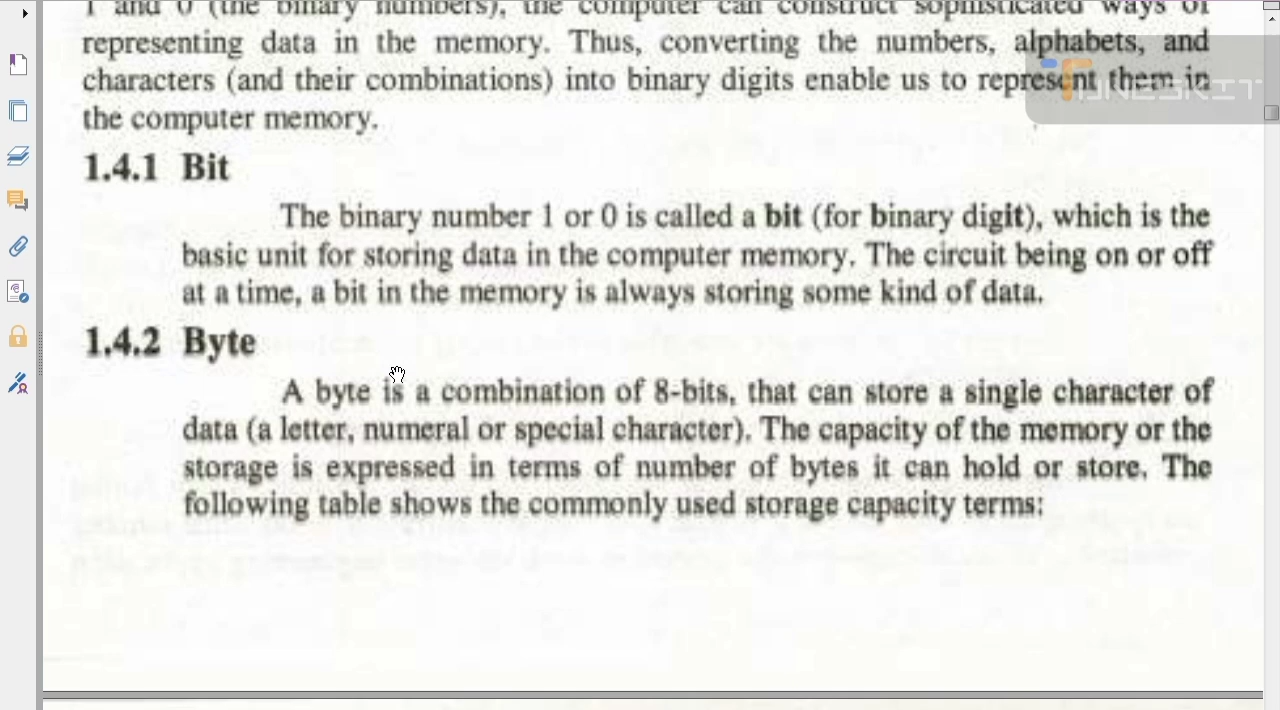 1 and 0 (the binary numbers), the computer can construct sophisticated ways of
representing data in the memory. Thus, converting the numbers, alphabets, and
characters (and their combinations) into binary digits enable us to represent them in
the computer memory.
1.4.1 Bit
The binary number 1 or 0 is called a bit (for binary digit), which is the
basic unit for storing data in the computer memory. The circuit being on or off
at a time, a bit in the memory is always storing some kind of data.
1.4.2 Byte
A byte is a combination of 8-bits, that can store a single character of
data (a letter, numeral or special character). The capacity of the memory or the
storage is expressed in terms of number of bytes it can hold or store. The
following table shows the commonly used storage capacity terms: